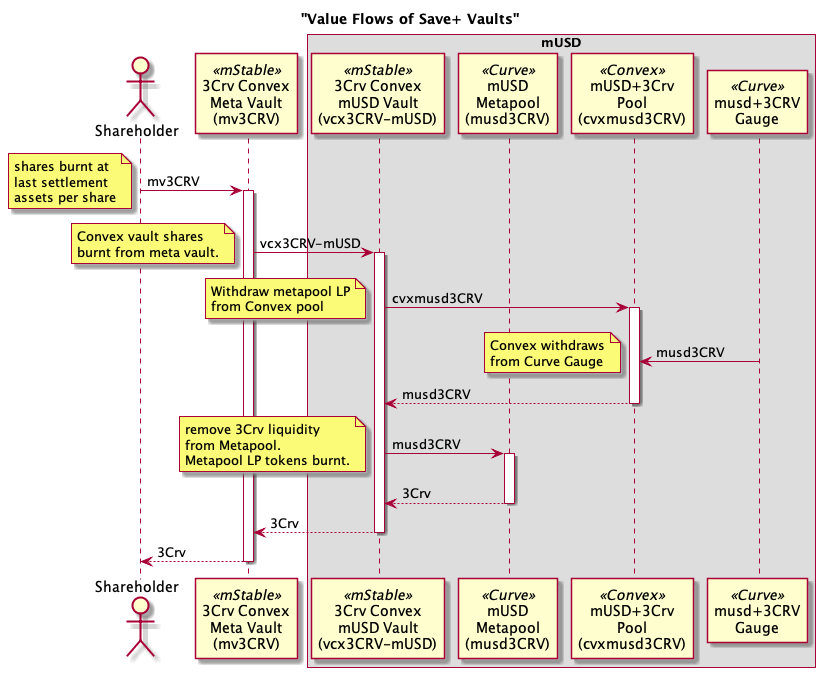 "Value Flows of Save+ Vaults"
mUSD
Shareholder
«mStable»
3Crv Convex
Meta Vault
(mv3CRV)
«mStable»
3Crv Convex
mUSD Vault
(vcx3CRV-mUSD)
«Curve»
mUSD
Metapool
(musd3CRV)
«Convex»
mUSD+3Crv
Pool
(cvxmusd3CRV)
«Curve»
musd+3CRV
Gauge
shares burnt at
last settlement
assets per share
mv3CRV
Convex vault shares
burnt from meta vault.
vcx3CRV-mUSD
Withdraw metapool LP
from Convex pool
cvxmusd3CRV
Convex withdraws
from Curve Gauge
musd3CRV
musd3CRV
remove 3Crv liquidity
from Metapool.
Metapool LP tokens burnt.
musd3CRV
3Crv
3Crv
3Crv
Shareholder
«mStable»
3Crv Convex
Meta Vault
(mv3CRV)
«mStable»
3Crv Convex
mUSD Vault
(vcx3CRV-mUSD)
«Curve»
mUSD
Metapool
(musd3CRV)
«Convex»
mUSD+3Crv
Pool
(cvxmusd3CRV)
«Curve»
musd+3CRV
Gauge